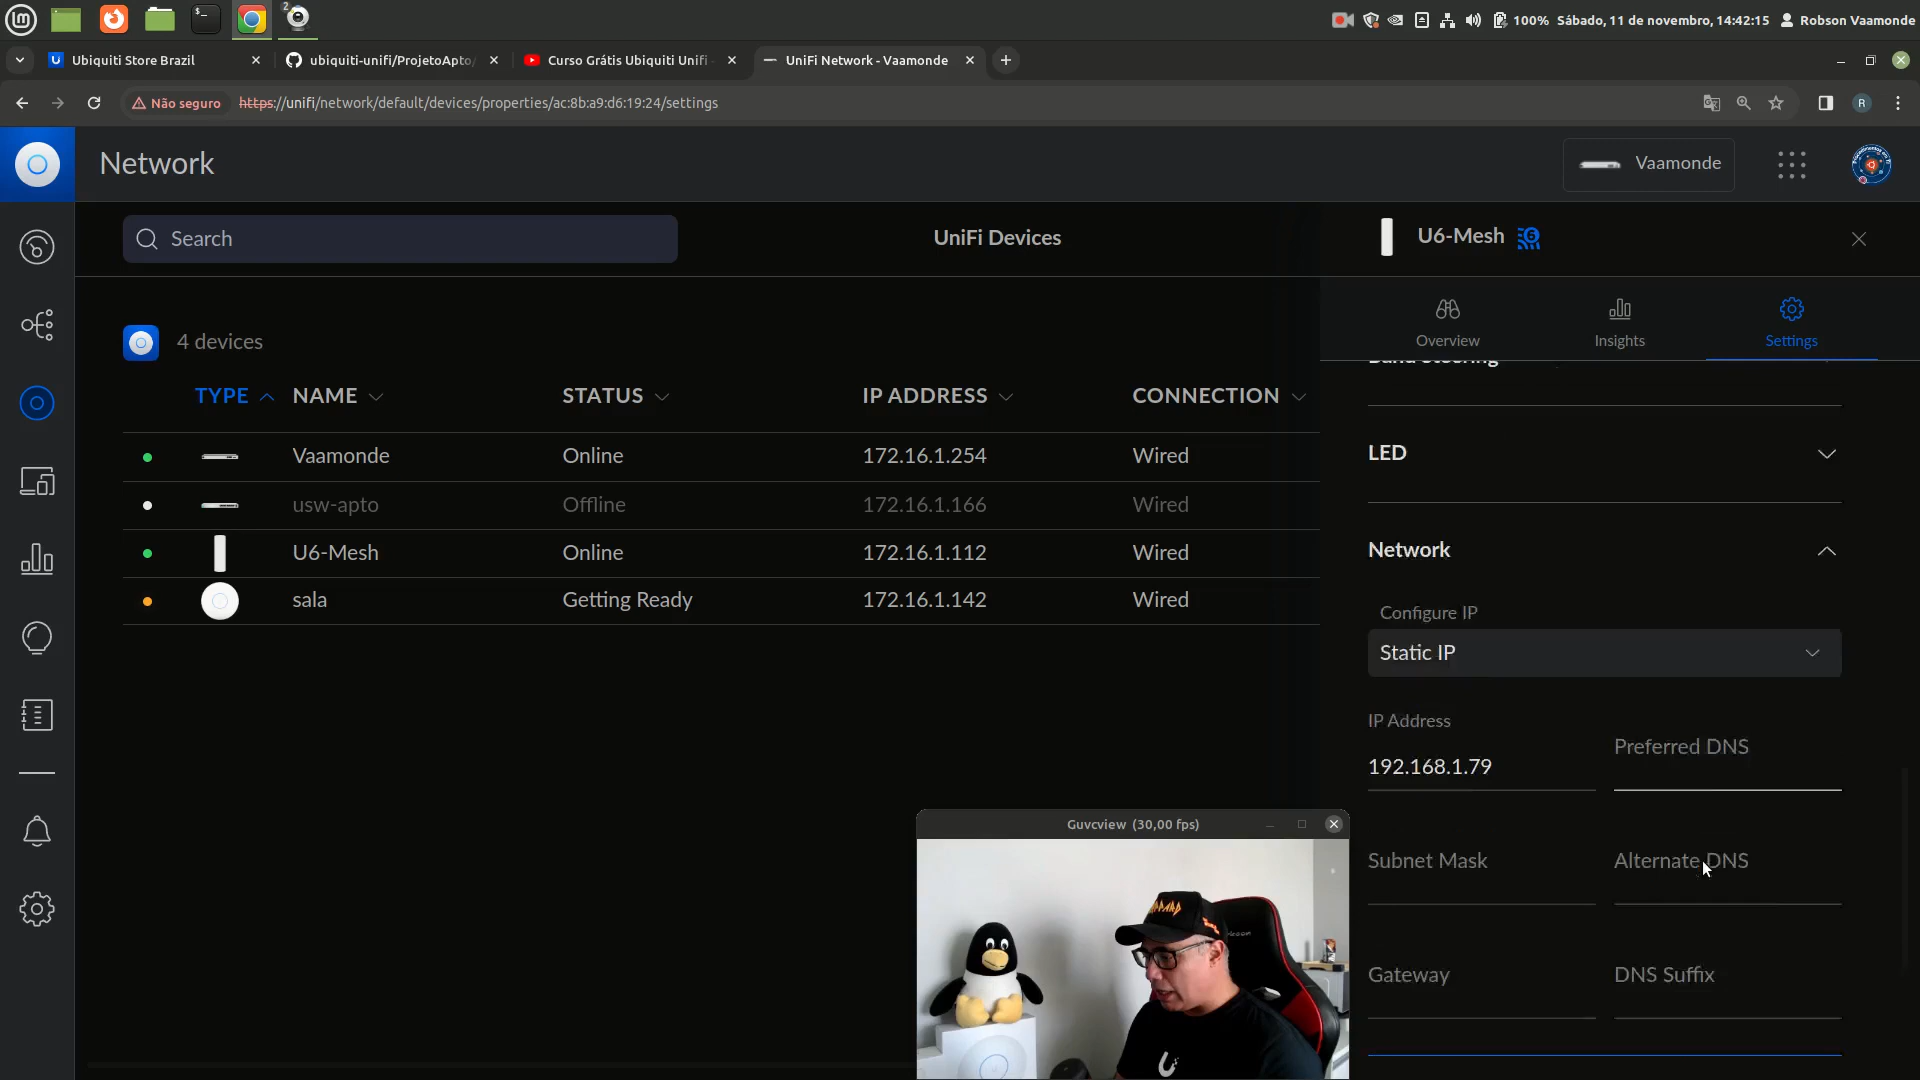 100% Sábado, 11 de novembro, 14:42:15 Robson Vaamonde
Ubiquiti Store Brazil
ubiquiti-unifi/ProjetoApto/
Curso Grátis Ubiquiti Unifi
UniFi Network - Vaamonde
Não seguro
https://unifi/network/default/devices/properties/ac:8b:a9:d6:19:24/settings
R
Network
Vaamonde
Search
UniFi Devices
U6-Mesh
4 devices
Overview
Insights
Settings
Band Steering
TYPE NAME STATUS IP ADDRESS CONNECTION
Vaamonde Online 172.16.1.254 Wired
usw-apto Offline 172.16.1.166 Wired
U6-Mesh Online 172.16.1.112 Wired
sala Getting Ready 172.16.1.142 Wired
LED
Network
Configure IP
Static IP
IP Address
192.168.1.79
Preferred DNS
Subnet Mask
Alternate DNS
Gateway
DNS Suffix
Guvcview (30,00 fps)